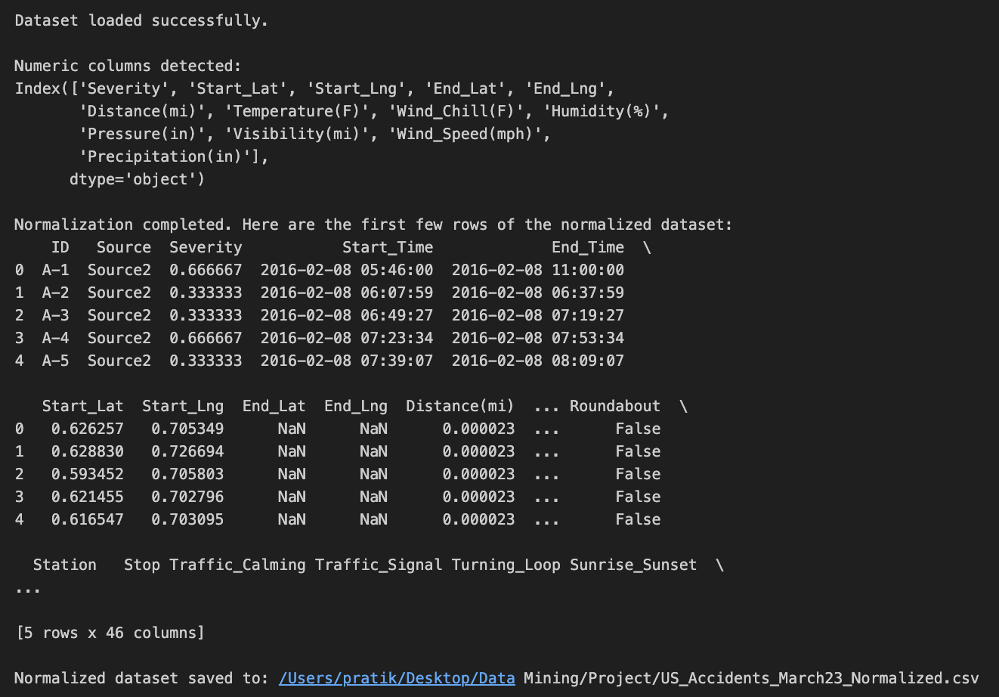 Dataset loaded successfully.
Numeric columns detected:
Index(['Severity', 'Start_Lat', 'Start_Lng', 'End_Lat', 'End_Lng',
       'Distance(mi)', 'Temperature(F)', 'Wind_Chill(F)', 'Humidity(%)',
       'Pressure(in)', 'Visibility(mi)', 'Wind_Speed(mph)',
       'Precipitation(in)'],
      dtype='object')
Normalization completed. Here are the first few rows of the normalized dataset:
    ID   Source  Severity           Start_Time             End_Time  \
0  A-1  Source2  0.666667  2016-02-08 05:46:00  2016-02-08 11:00:00
1  A-2  Source2  0.333333  2016-02-08 06:07:59  2016-02-08 06:37:59
2  A-3  Source2  0.333333  2016-02-08 06:49:27  2016-02-08 07:19:27
3  A-4  Source2  0.666667  2016-02-08 07:23:34  2016-02-08 07:53:34
4  A-5  Source2  0.333333  2016-02-08 07:39:07  2016-02-08 08:09:07
   Start_Lat  Start_Lng  End_Lat  End_Lng  Distance(mi)  ... Roundabout  \
0   0.626257   0.705349      NaN      NaN      0.000023  ...      False
1   0.628830   0.726694      NaN      NaN      0.000023  ...      False
2   0.593452   0.705803      NaN      NaN      0.000023  ...      False
3   0.621455   0.702796      NaN      NaN      0.000023  ...      False
4   0.616547   0.703095      NaN      NaN      0.000023  ...      False
  Station   Stop Traffic_Calming Traffic_Signal Turning_Loop Sunrise_Sunset  \
...
[5 rows x 46 columns]
Normalized dataset saved to: /Users/pratik/Desktop/Data Mining/Project/US_Accidents_March23_Normalized.csv